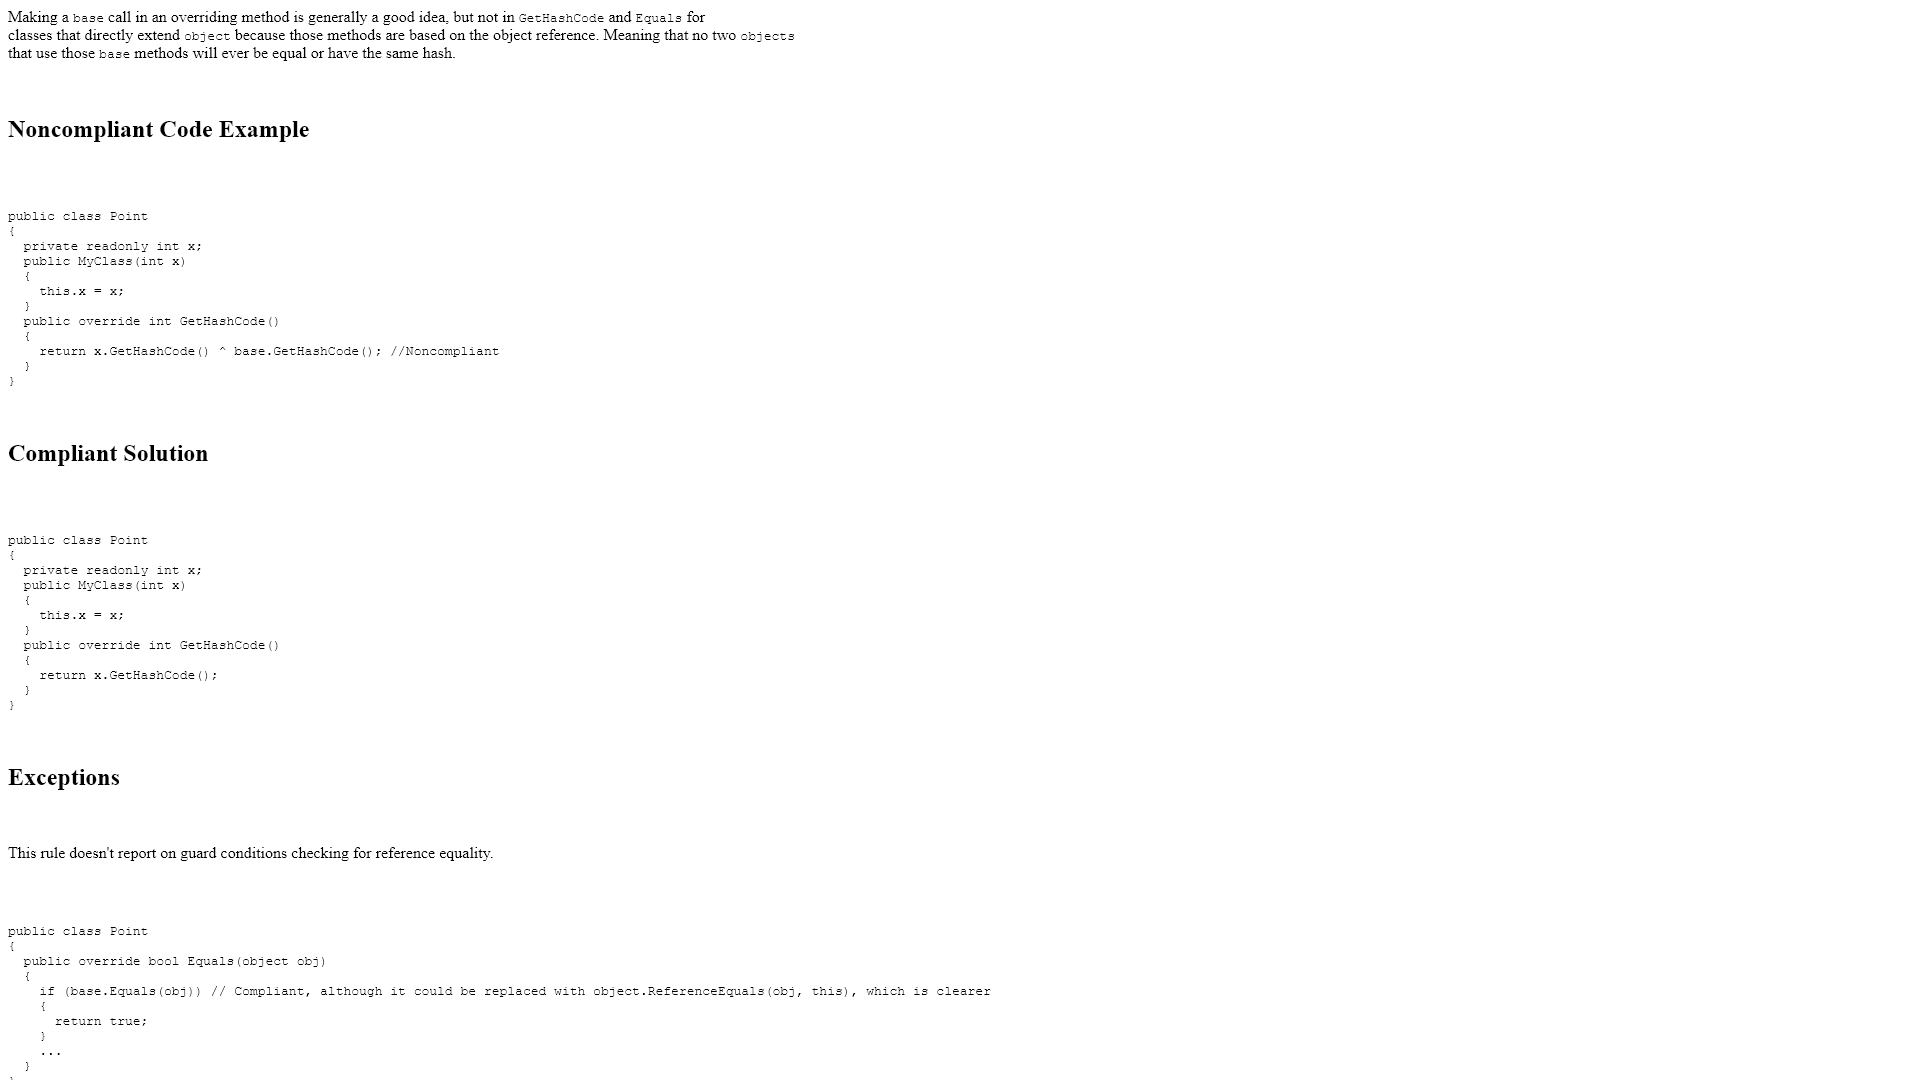 Making a base call in an overriding method is generally a good idea, but not in GetHashCode and Equals for
classes that directly extend object because those methods are based on the object reference. Meaning that no two objects
that use those base methods will ever be equal or have the same hash.
Noncompliant Code Example
public class Point
{
  private readonly int x;
  public MyClass(int x)
  {
    this.x = x;
  }
  public override int GetHashCode()
  {
    return x.GetHashCode() ^ base.GetHashCode(); //Noncompliant
  }
}
Compliant Solution
public class Point
{
  private readonly int x;
  public MyClass(int x)
  {
    this.x = x;
  }
  public override int GetHashCode()
  {
    return x.GetHashCode();
  }
}
Exceptions
This rule doesn't report on guard conditions checking for reference equality.
public class Point
{
  public override bool Equals(object obj)
  {
    if (base.Equals(obj)) // Compliant, although it could be replaced with object.ReferenceEquals(obj, this), which is clearer
    {
      return true;
    }
    ...
  }
}